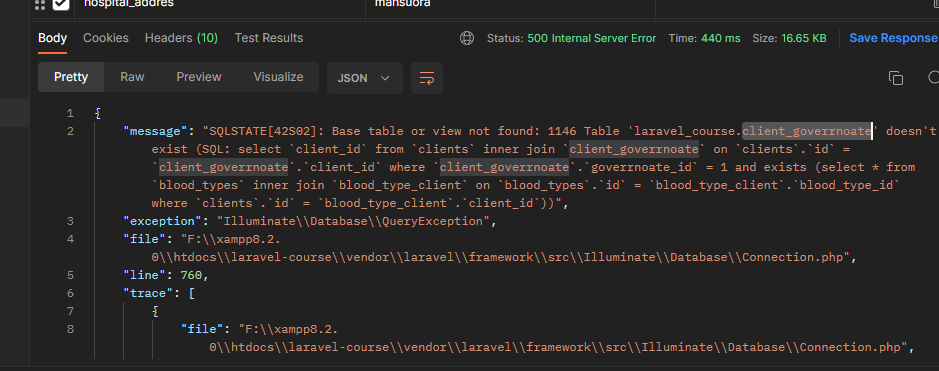 hospital_addres mansuora
Body Cookies Headers (10) Test Results Status: 500 Internal Server Error Time: 440 ms Size: 16.65 KB Save Response
Pretty Raw Preview Visualize JSON
1 {
2 "message": "SQLSTATE[42S02]: Base table or view not found: 1146 Table 'laravel_course.client_goverrnoate' doesn't
exist (SQL: select `client_id` from `clients` inner join `client_goverrnoate` on `clients`.`id` =
`client_goverrnoate`.`client_id` where `client_goverrnoate`.`goverrnoate_id` = 1 and exists (select * from
`blood_types` inner join `blood_type_client` on `blood_types`.`id` = `blood_type_client`.`blood_type_id`
where `clients`.`id` = `blood_type_client`.`client_id`))",
3 "exception": "Illuminate\\Database\\QueryException",
4 "file": "F:\\xampp8.2.
0\\htdocs\\laravel-course\\vendor\\laravel\\framework\\src\\Illuminate\\Database\\Connection.php",
5 "line": 760,
6 "trace": [
7 {
8 "file": "F:\\xampp8.2.
0\\htdocs\\laravel-course\\vendor\\laravel\\framework\\src\\Illuminate\\Database\\Connection.php",